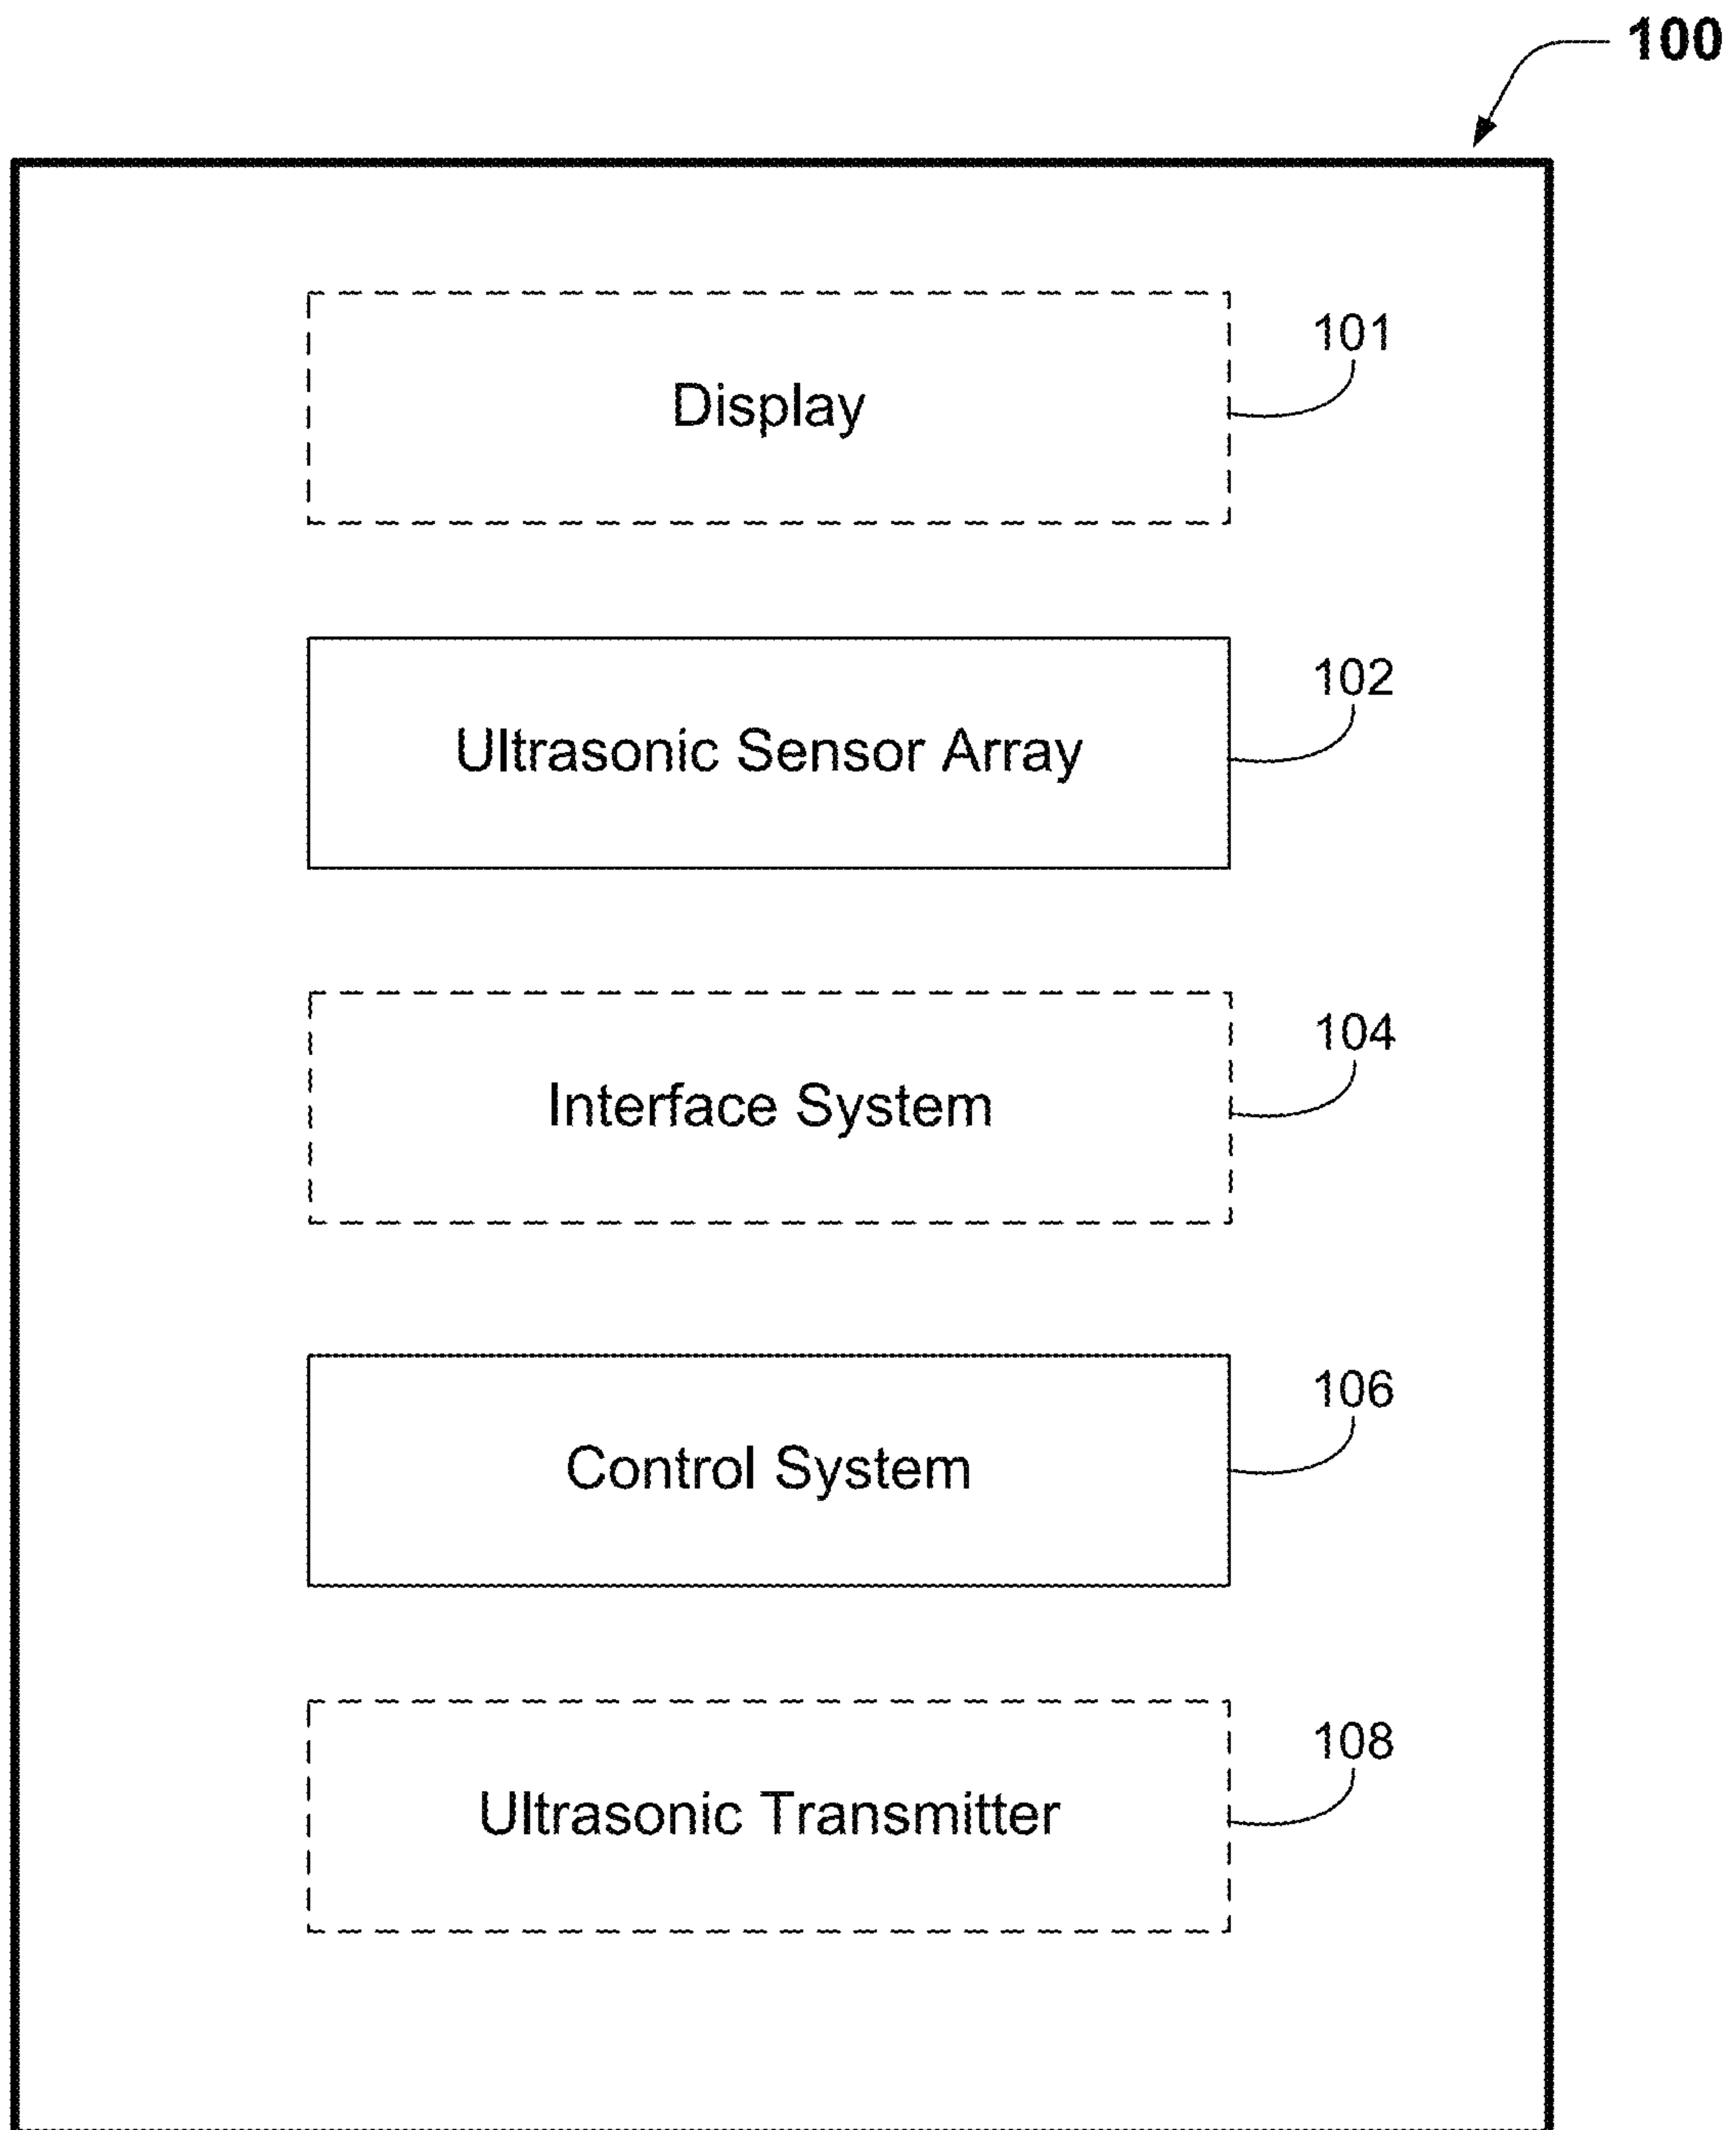 100
101
Display
102
Ultrasonic Sensor Array
104
Interface System
106
Control System
108
Ultrasonic Transmitter